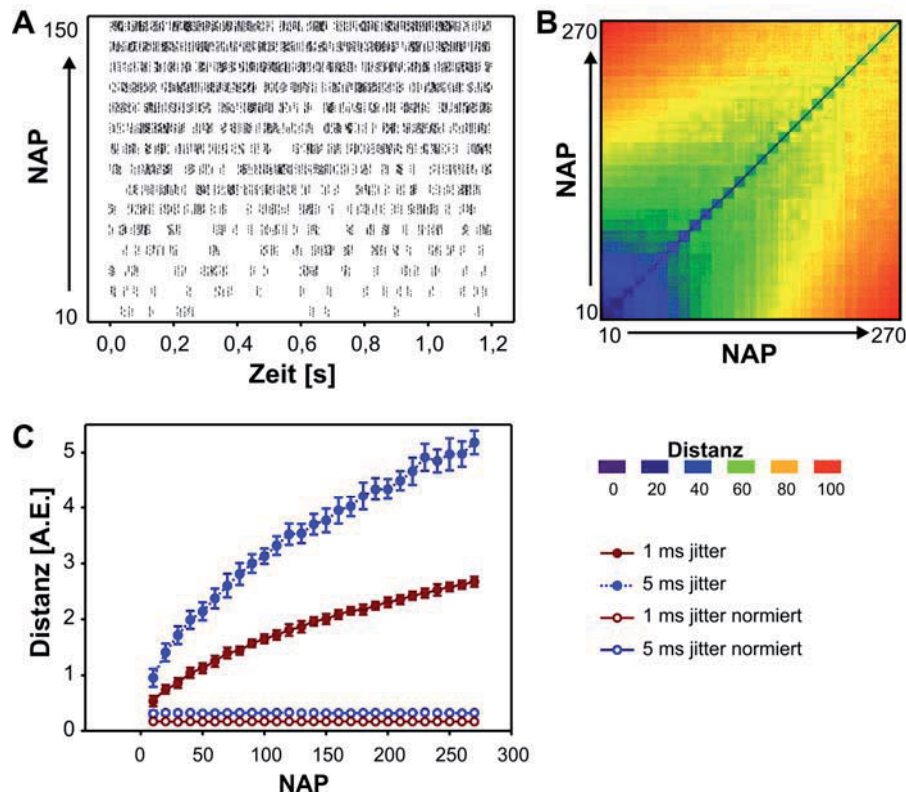 A
150
NAP
10
0,0 0,2 0,4 0,6 0,8 1,0 1,2
Zeit [s]
B
270
NAP
10
10 270
NAP
C
5
4
3
2
1
0
Distanz [A.E.]
0 50 100 150 200 250 300
NAP
Distanz
0 20 40 60 80 100
1 ms jitter
5 ms jitter
1 ms jitter normiert
5 ms jitter normiert